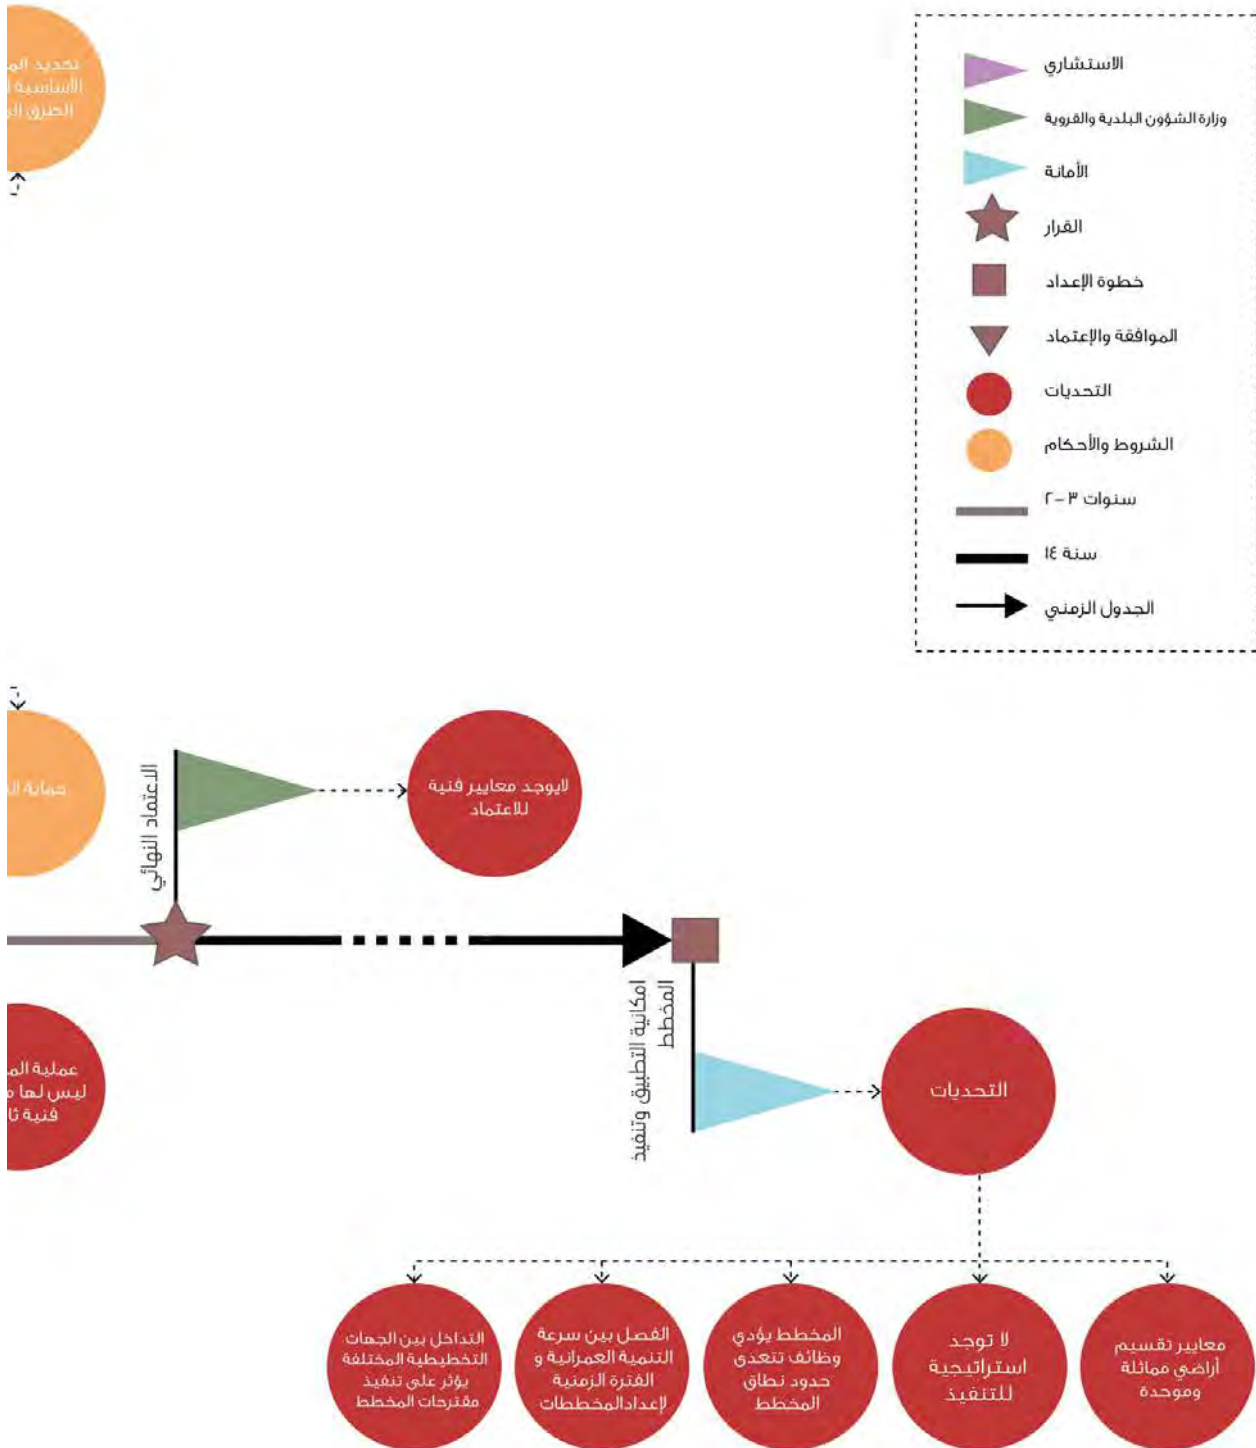 الاستشاري
وزارة الشؤون البلدية والقروية
الأمانة
القرار
خطوة الإعداد
الموافقة والإعتماد
التحديات
الشروط والأحكام
سنوات ٣ -٢
سنة ١٤
الجدول الزمني
تحديد
الأساسية
الطرق
حماية
الاعتماد النهائي
لايوجد معايير فنية
للاعتماد
عملية
ليس لها
فنية
امكانية التطبيق وتنفيذ
المخطط
التحديات
معايير تقسيم
أراضي مماثلة
وموحدة
لا توجد
استراتيجية
للتنفيذ
المخطط يؤدي
وظائف تتعدى
حدود نطاق
المخطط
الفصل بين سرعة
التنمية العمرانية و
الفترة الزمنية
لإعدادالمخططات
التداخل بين الجهات
التخطيطية المختلفة
يؤثر على تنفيذ
مقترحات المخطط